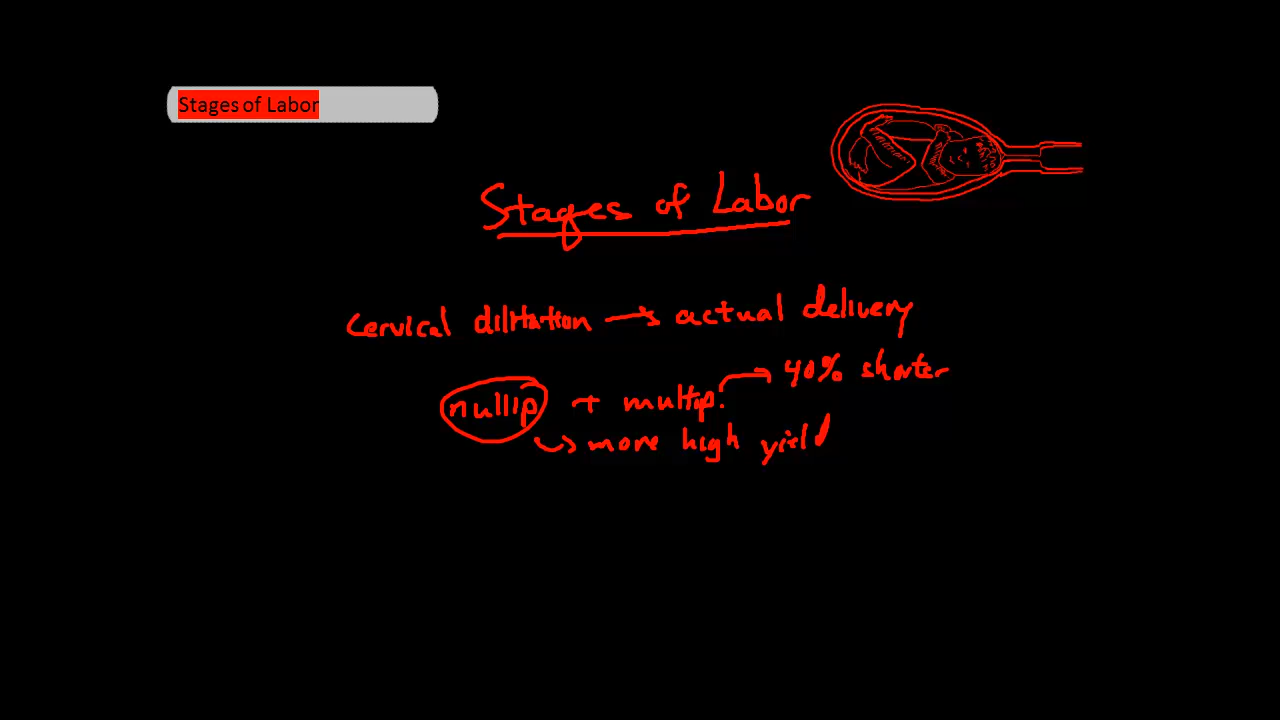 Stages of Labor
Stages of Labor
Cervical dilitation → actual delivery
nullip + multip. → 40% shorter
→ more high yield